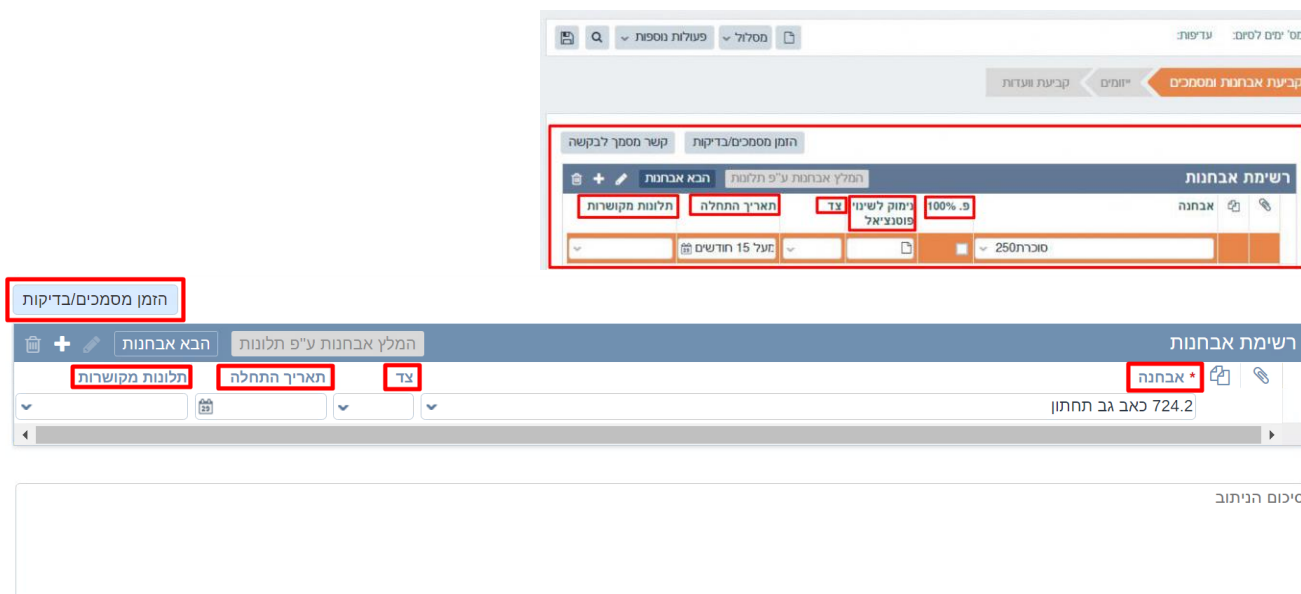 מס' ימים לסיום: עדיפות: מסלול פעולות נוספות
קביעת אבחנות ומסמכים יזומים קביעת וועדות
הזמן מסמכים/בדיקות קשר מסמך לבקשה
רשימת אבחנות המלץ אבחנות ע"פ תלונות הבא אבחנות
אבחנה פ. 100% נימוק לשינוי צד תאריך התחלה תלונות מקושרות
פוסנציאל
סוכרת250 מעל 15 חודשים
הזמן מסמכים/בדיקות
רשימת אבחנות המלץ אבחנות ע"פ תלונות הבא אבחנות
* אבחנה צד תאריך התחלה תלונות מקושרות
724.2 כאב גב תחתון
סיכום הניתוב